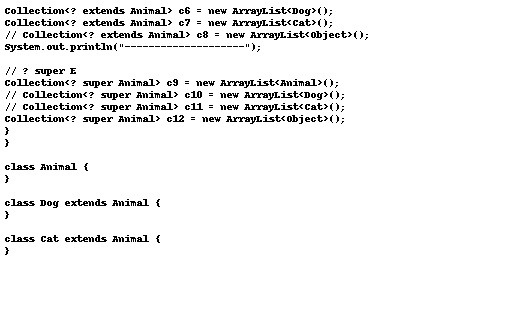 Collection<? extends Animal> c6 = new ArrayList<Dog>();
Collection<? extends Animal> c7 = new ArrayList<Cat>();
// Collection<? extends Animal> c8 = new ArrayList<Object>();
System.out.println("--------------------");
// ? super E
Collection<? super Animal> c9 = new ArrayList<Animal>();
// Collection<? super Animal> c10 = new ArrayList<Dog>();
// Collection<? super Animal> c11 = new ArrayList<Cat>();
Collection<? super Animal> c12 = new ArrayList<Object>();
}
}
class Animal {
}
class Dog extends Animal {
}
class Cat extends Animal {
}